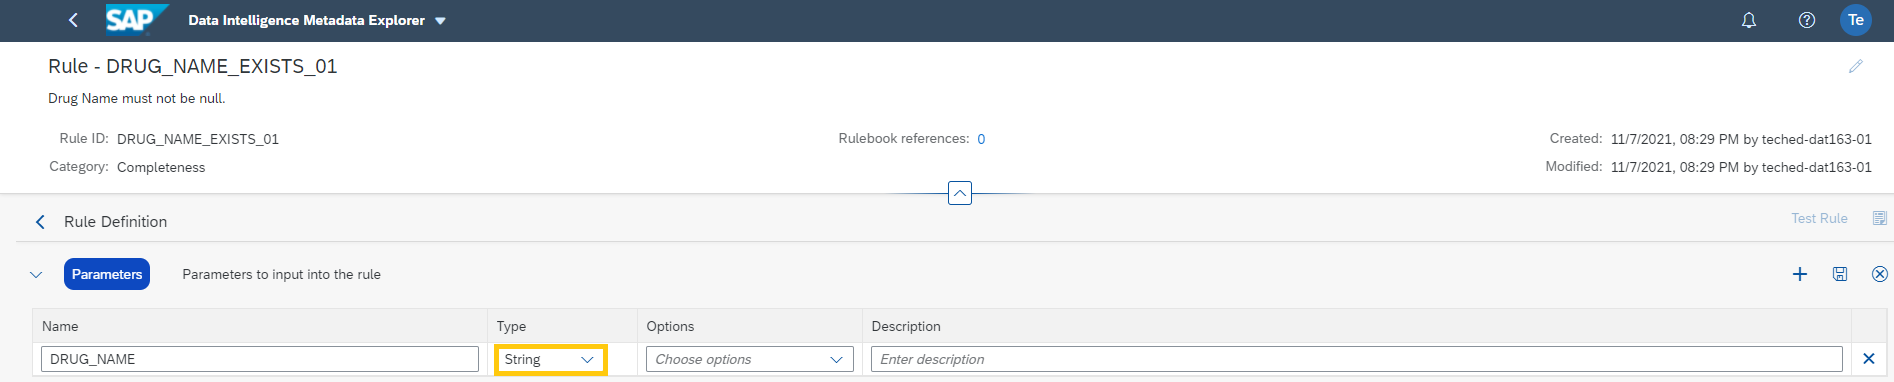 SAP Data Intelligence Metadata Explorer Te
Rule - DRUG_NAME_EXISTS_01
Drug Name must not be null.
Rule ID: DRUG_NAME_EXISTS_01 Rulebook references: 0 Created: 11/7/2021, 08:29 PM by teched-dat163-01
Category: Completeness Modified: 11/7/2021, 08:29 PM by teched-dat163-01
Rule Definition Test Rule
Parameters Parameters to input into the rule
Name Type Options Description
DRUG_NAME String Choose options Enter description